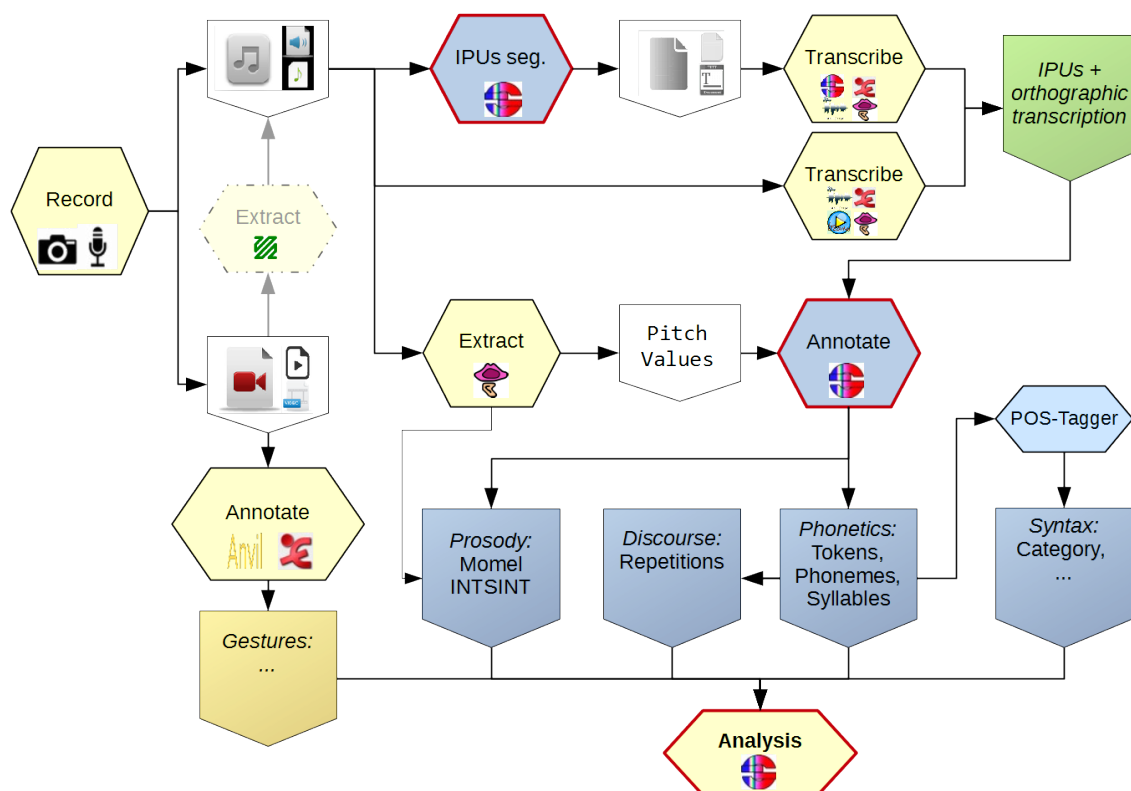 IPUs seg.
Transcribe
IPUs +
orthographic
transcription
Record
Extract
Transcribe
Extract
Pitch
Values
Annotate
POS-Tagger
Annotate
Anvil
Prosody:
Momel
INTSINT
Discourse:
Repetitions
Phonetics:
Tokens,
Phonemes,
Syllables
Syntax:
Category,
...
Gestures:
...
Analysis